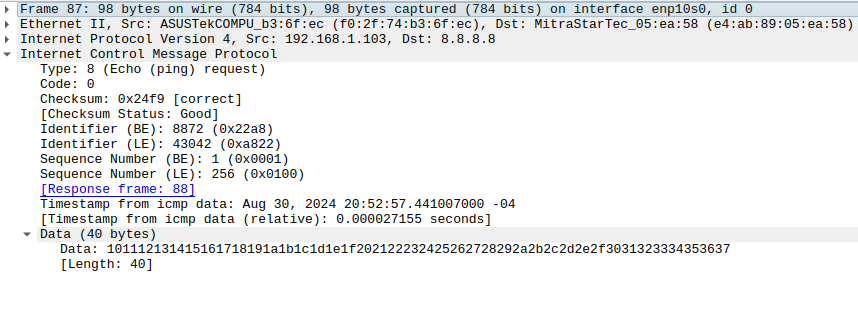 Frame 87: 98 bytes on wire (784 bits), 98 bytes captured (784 bits) on interface enp10s0, id 0
Ethernet II, Src: ASUSTekCOMPU_b3:6f:ec (f0:2f:74:b3:6f:ec), Dst: MitraStarTec_05:ea:58 (e4:ab:89:05:ea:58)
Internet Protocol Version 4, Src: 192.168.1.103, Dst: 8.8.8.8
Internet Control Message Protocol
Type: 8 (Echo (ping) request)
Code: 0
Checksum: 0x24f9 [correct]
[Checksum Status: Good]
Identifier (BE): 8872 (0x22a8)
Identifier (LE): 43042 (0xa822)
Sequence Number (BE): 1 (0x0001)
Sequence Number (LE): 256 (0x0100)
[Response frame: 88]
Timestamp from icmp data: Aug 30, 2024 20:52:57.441007000 -04
[Timestamp from icmp data (relative): 0.000027155 seconds]
Data (40 bytes)
Data: 101112131415161718191a1b1c1d1e1f202122232425262728292a2b2c2d2e2f3031323334353637
[Length: 40]